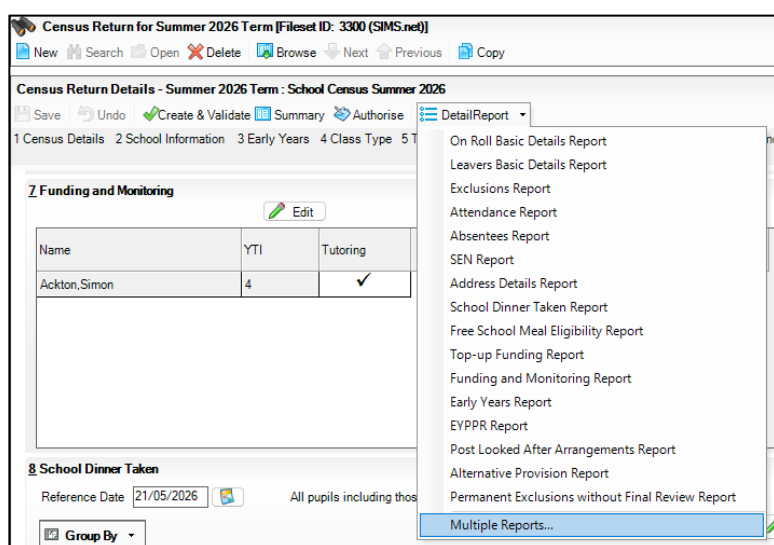 Census Return for Summer 2026 Term [Fileset ID: 3300 (SIMS.net)]
New Search Open Delete Browse Next Previous Copy
Census Return Details - Summer 2026 Term : School Census Summer 2026
Save Undo Create & Validate Summary Authorise DetailReport
1 Census Details 2 School Information 3 Early Years 4 Class Type 5 T
7 Funding and Monitoring
Edit
Name YTI Tutoring
Ackton,Simon 4
8 School Dinner Taken
Reference Date 21/05/2026 All pupils including thos
Group By
On Roll Basic Details Report
Leavers Basic Details Report
Exclusions Report
Attendance Report
Absentees Report
SEN Report
Address Details Report
School Dinner Taken Report
Free School Meal Eligibility Report
Top-up Funding Report
Funding and Monitoring Report
Early Years Report
EYPPR Report
Post Looked After Arrangements Report
Alternative Provision Report
Permanent Exclusions without Final Review Report
Multiple Reports...